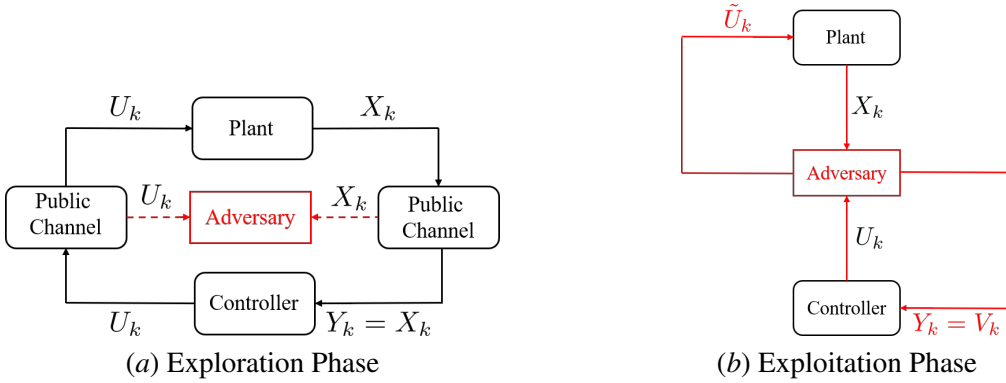 U_k
Plant
X_k
Public
Channel
U_k
Adversary
X_k
Public
Channel
U_k
Controller
Y_k = X_k
(a) Exploration Phase
Ũ_k
Plant
X_k
Adversary
U_k
Controller
Y_k = V_k
(b) Exploitation Phase